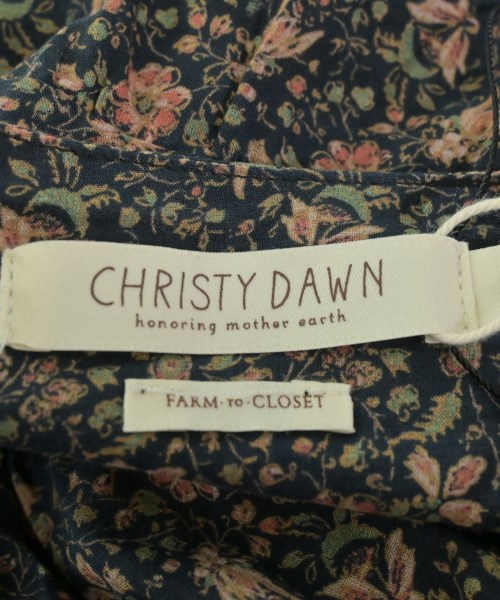 CHRISTY DAWN
honoring mother earth
FARM-TO-CLOSET